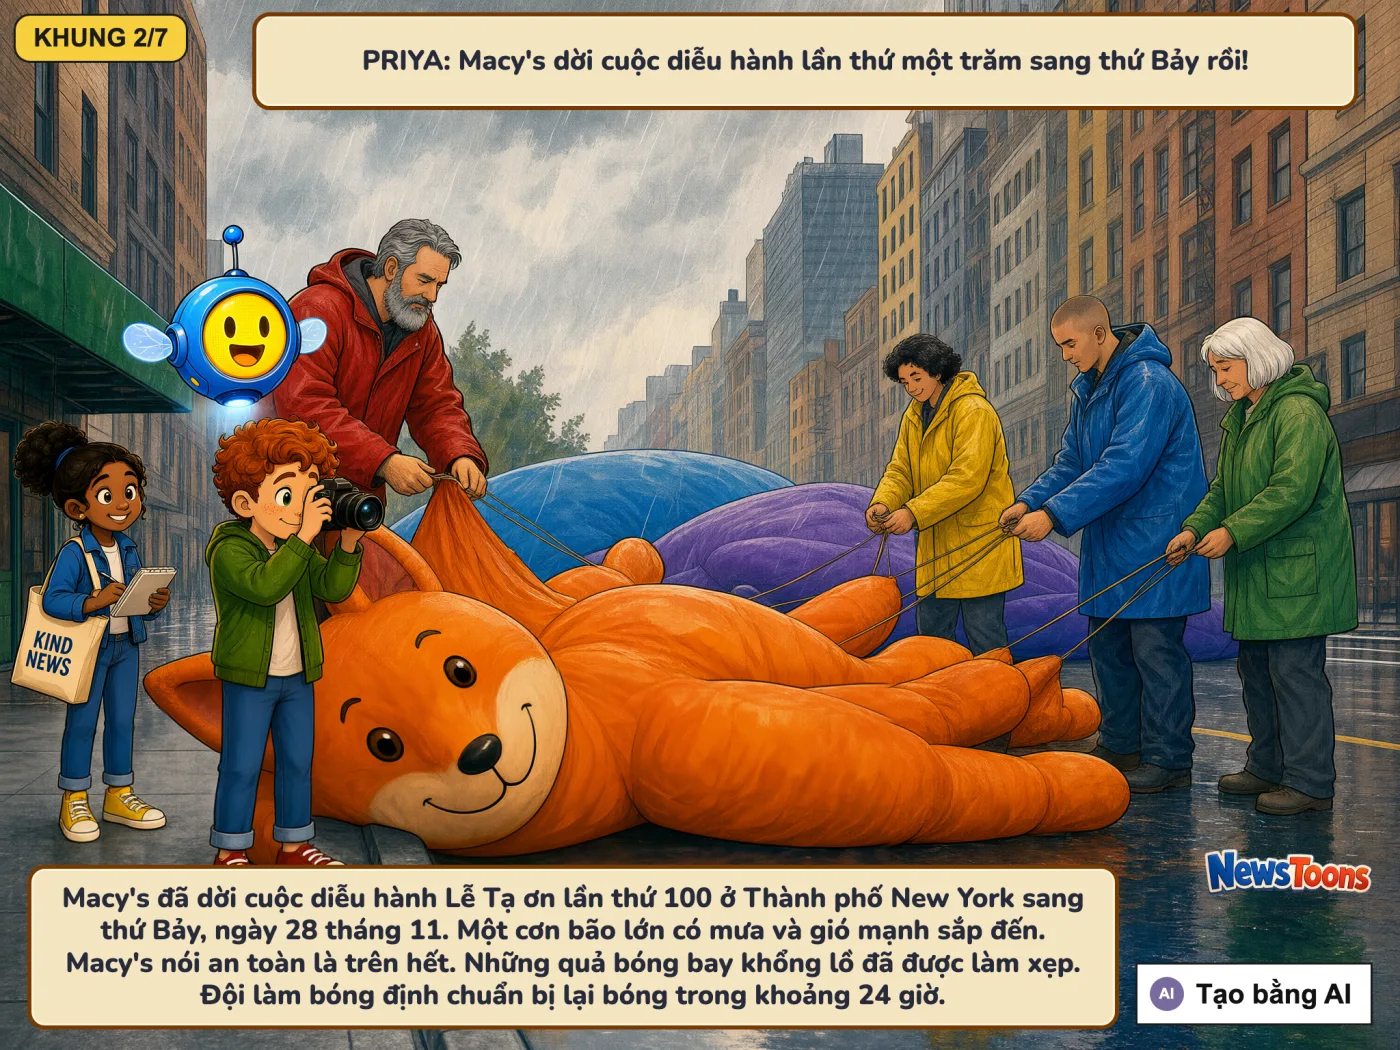 KHUNG 2/7
PRIYA: Macy's dời cuộc diễu hành lần thứ một trăm sang thứ Bảy rồi!
KIND
NEWS
NewsToons
Macy's đã dời cuộc diễu hành Lễ Tạ ơn lần thứ 100 ở Thành phố New York sang
thứ Bảy, ngày 28 tháng 11. Một cơn bão lớn có mưa và gió mạnh sắp đến.
Macy's nói an toàn là trên hết. Những quả bóng bay khổng lồ đã được làm xẹp.
Đội làm bóng định chuẩn bị lại bóng trong khoảng 24 giờ.
AI Tạo bằng AI